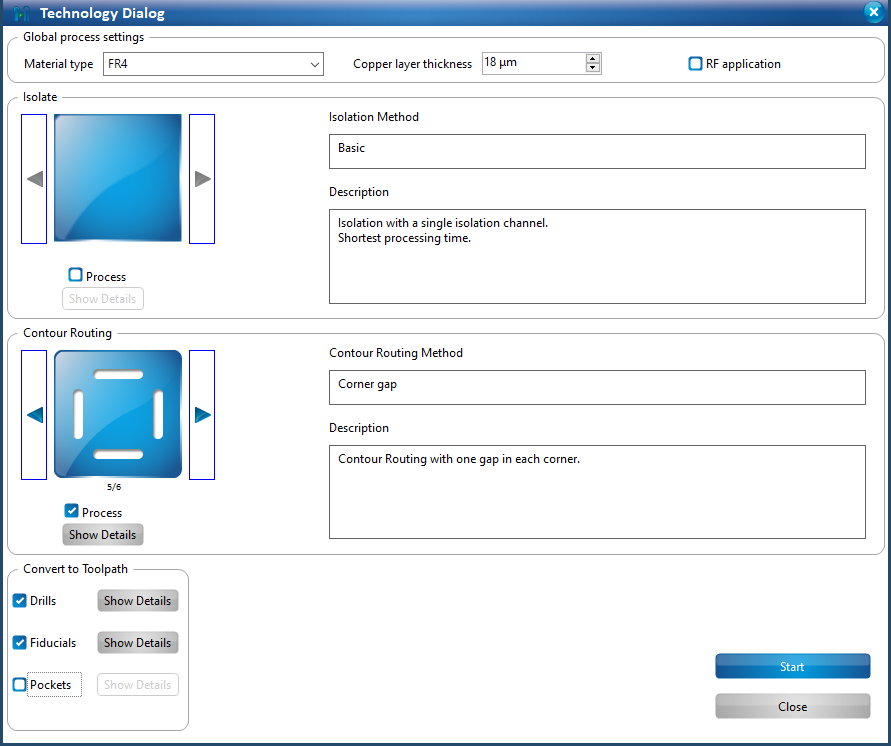 Technology Dialog
Global process settings
Material type FR4 Copper layer thickness 18 µm RF application
Isolate
Isolation Method
Basic
Description
Isolation with a single isolation channel.
Shortest processing time.
Process
Show Details
Contour Routing
Contour Routing Method
Corner gap
Description
Contour Routing with one gap in each corner.
5/6
Process
Show Details
Convert to Toolpath
Drills Show Details
Fiducials Show Details
Pockets Show Details
Start
Close